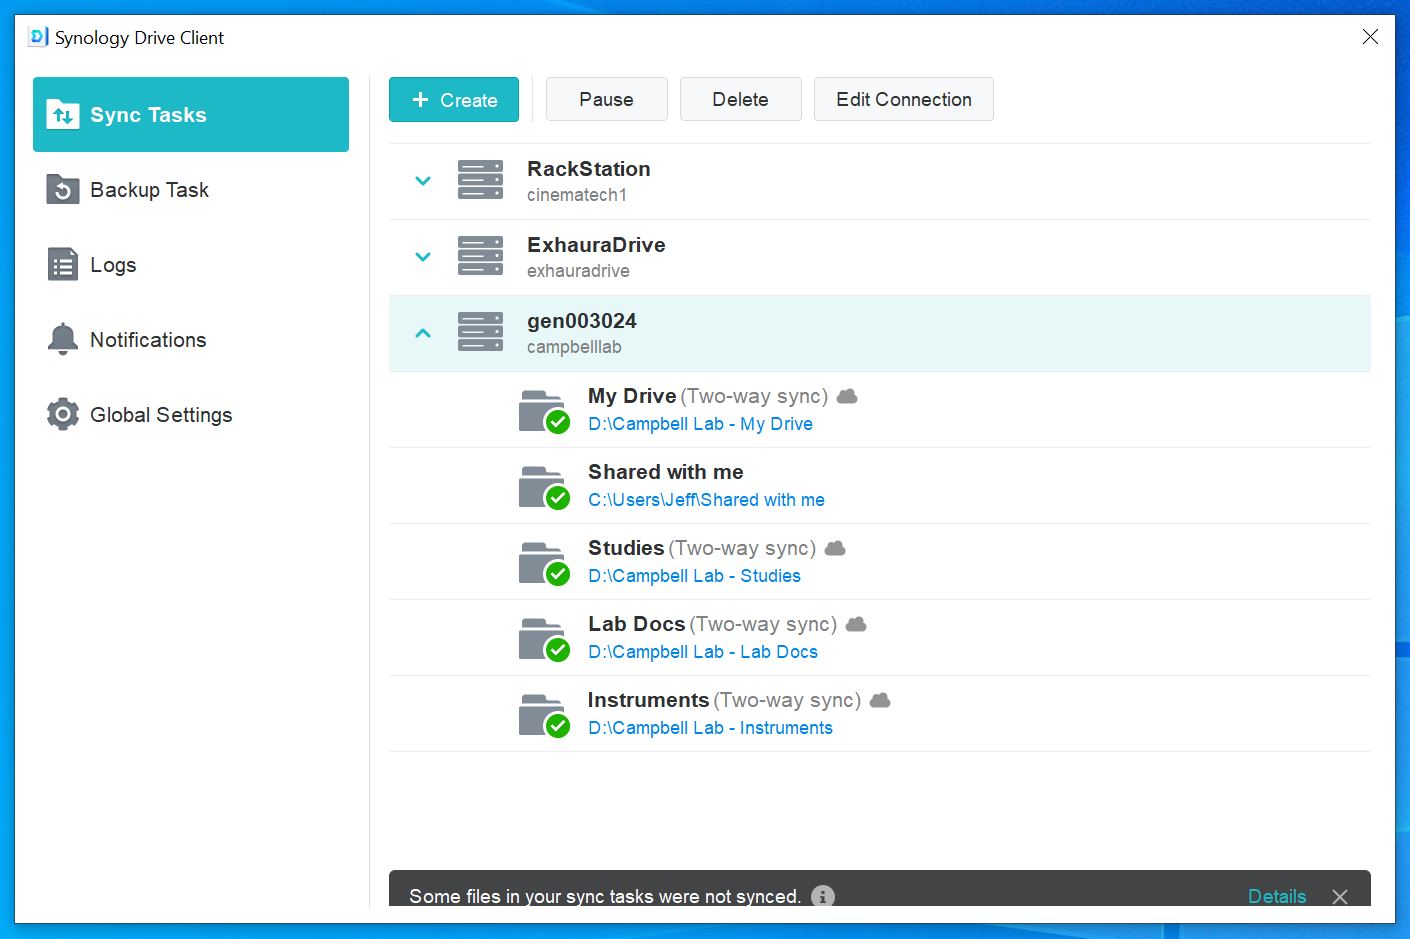 Synology Drive Client
Sync Tasks
Backup Task
Logs
Notifications
Global Settings
+ Create
Pause
Delete
Edit Connection
RackStation
cinematech1
ExhauraDrive
exhauradrive
gen003024
campbelllab
My Drive (Two-way sync)
D:\Campbell Lab - My Drive
Shared with me
C:\Users\Jeff\Shared with me
Studies (Two-way sync)
D:\Campbell Lab - Studies
Lab Docs (Two-way sync)
D:\Campbell Lab - Lab Docs
Instruments (Two-way sync)
D:\Campbell Lab - Instruments
Some files in your sync tasks were not synced.
Details